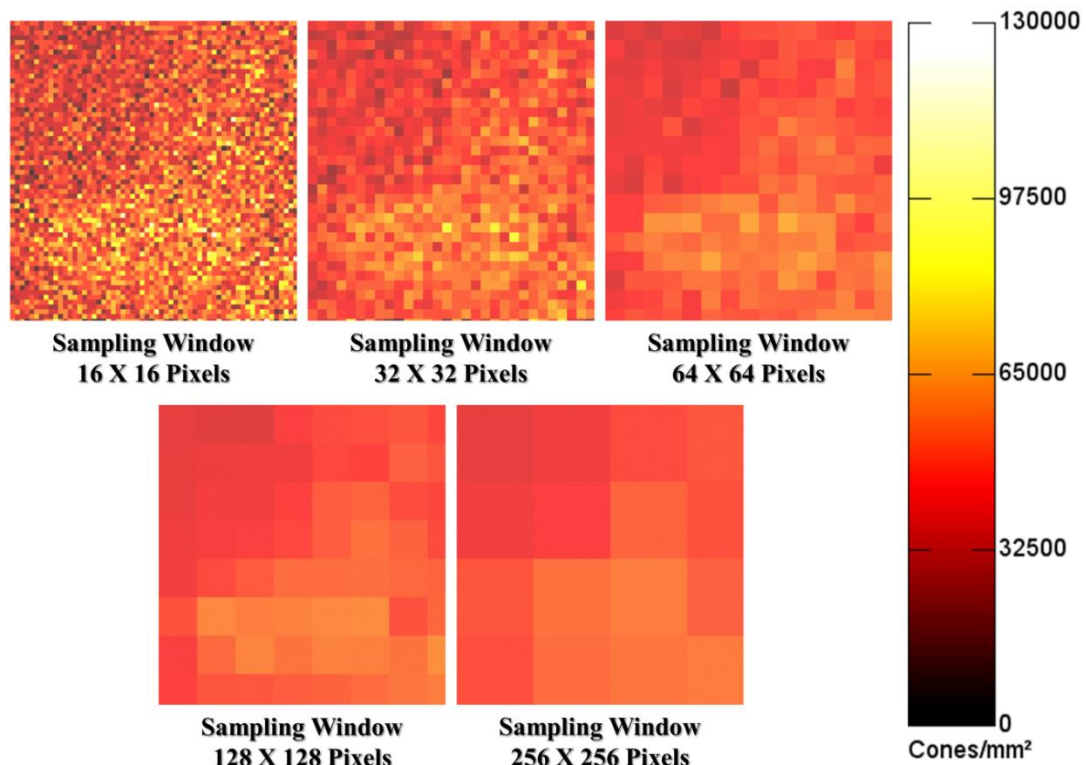 Sampling Window
16 X 16 Pixels
Sampling Window
32 X 32 Pixels
Sampling Window
64 X 64 Pixels
Sampling Window
128 X 128 Pixels
Sampling Window
256 X 256 Pixels
130000
97500
65000
32500
0
Cones/mm²